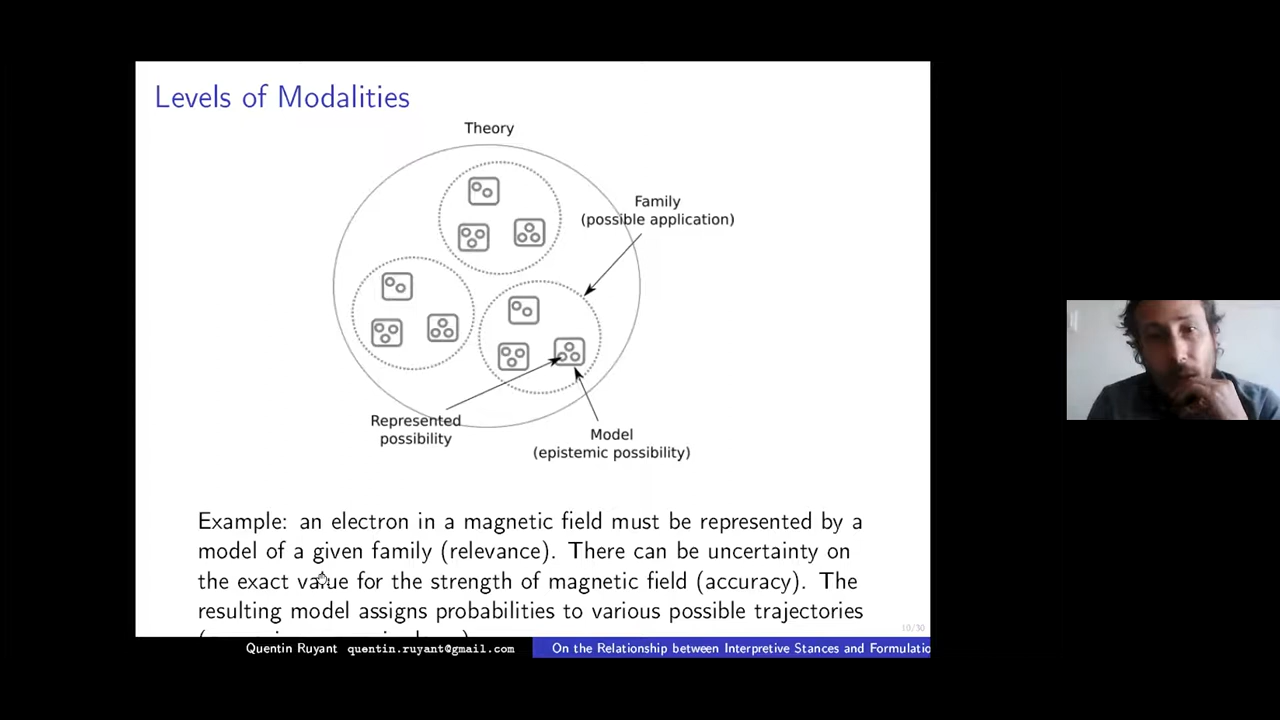 Levels of Modalities
Theory
Family
(possible application)
Represented
possibility
Model
(epistemic possibility)
Example: an electron in a magnetic field must be represented by a
model of a given family (relevance). There can be uncertainty on
the exact value for the strength of magnetic field (accuracy). The
resulting model assigns probabilities to various possible trajectories
10/30
Quentin Ruyant quentin.ruyant@gmail.com
On the Relationship between Interpretive Stances and Formulatio